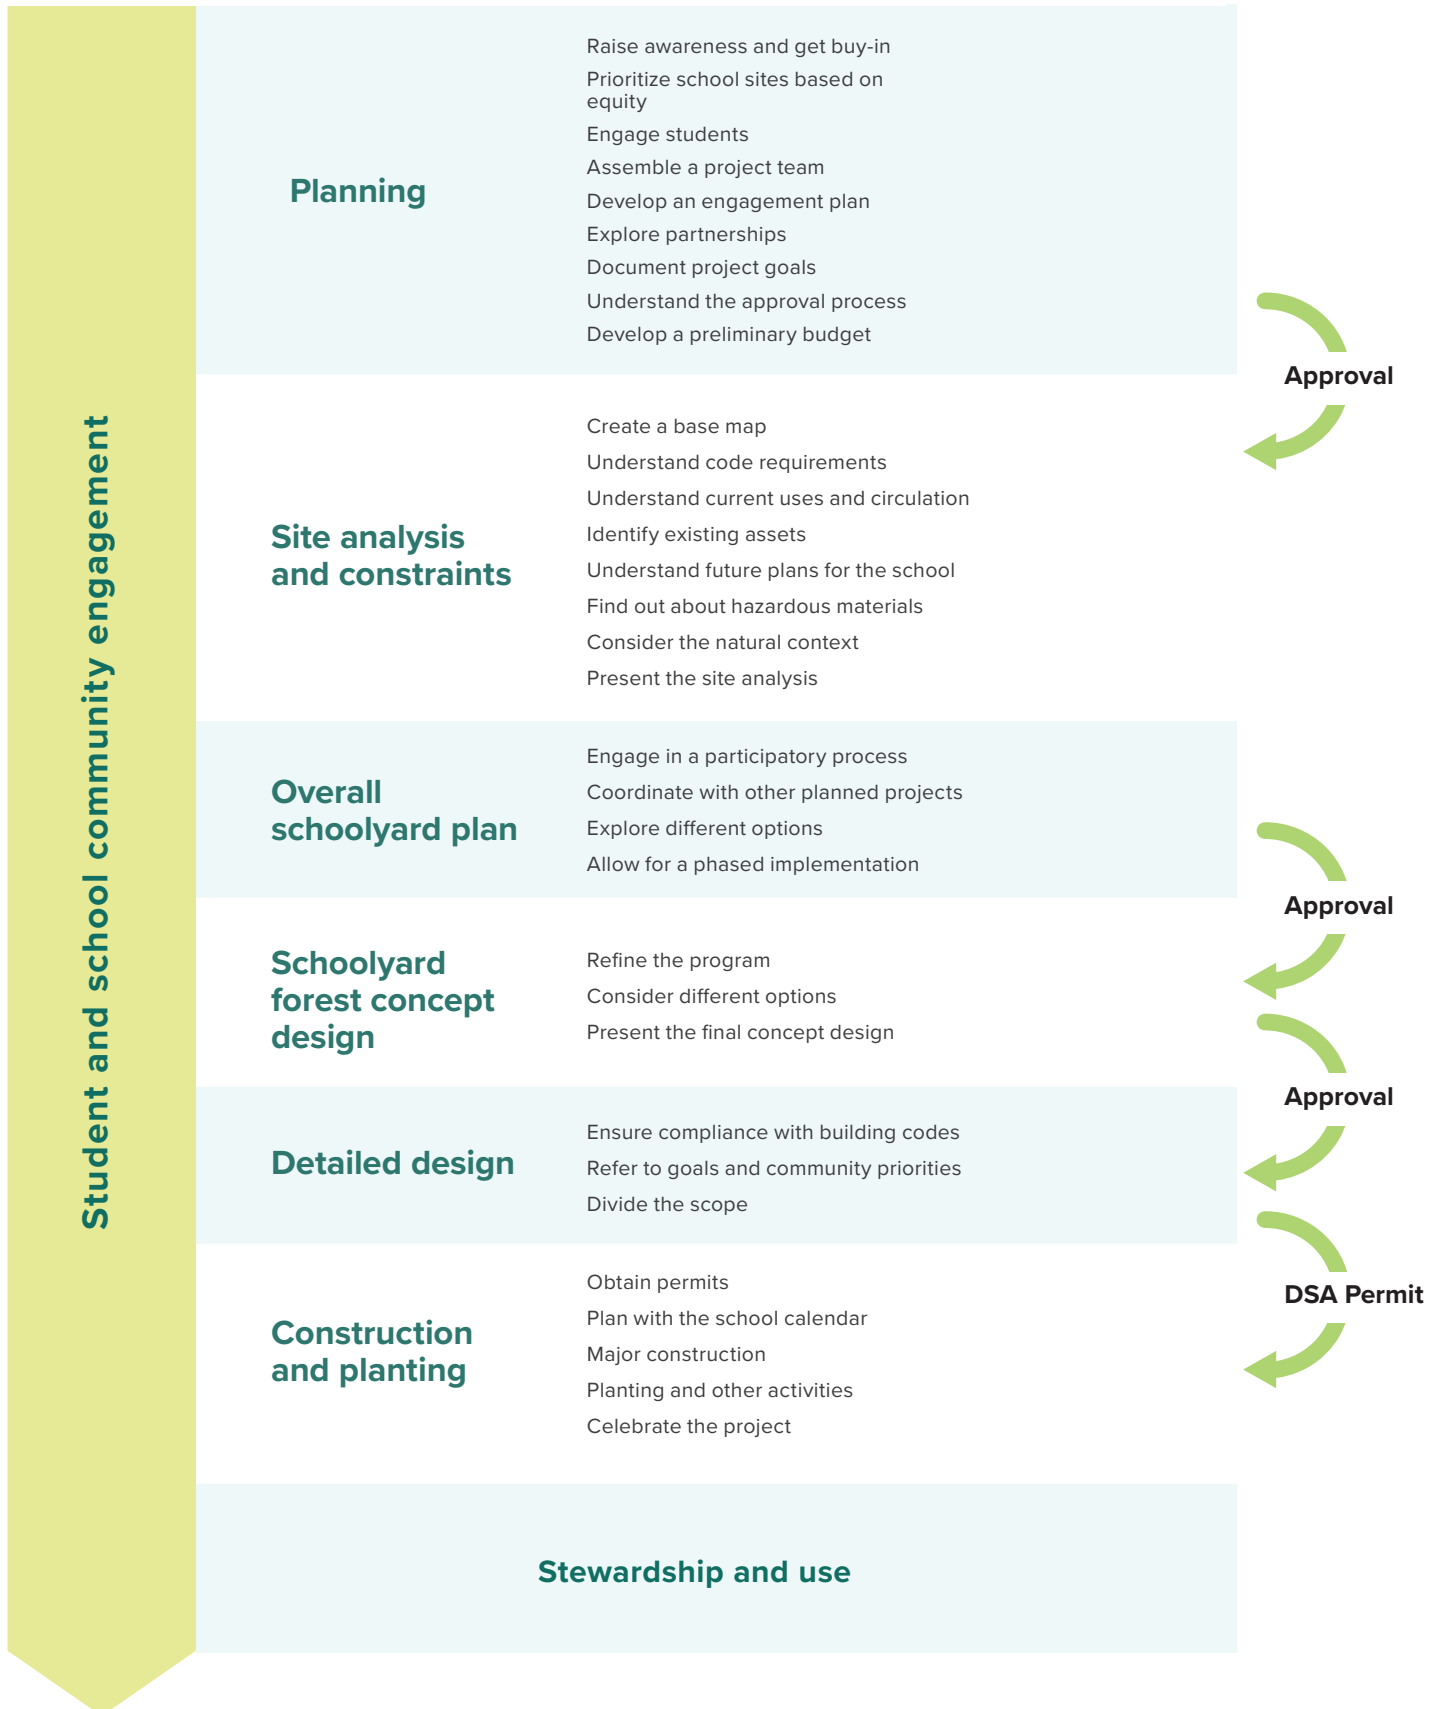 Student and school community engagement
Planning
Raise awareness and get buy-in
Prioritize school sites based on
equity
Engage students
Assemble a project team
Develop an engagement plan
Explore partnerships
Document project goals
Understand the approval process
Develop a preliminary budget
Approval
Site analysis
and constraints
Create a base map
Understand code requirements
Understand current uses and circulation
Identify existing assets
Understand future plans for the school
Find out about hazardous materials
Consider the natural context
Present the site analysis
Overall
schoolyard plan
Engage in a participatory process
Coordinate with other planned projects
Explore different options
Allow for a phased implementation
Approval
Schoolyard
forest concept
design
Refine the program
Consider different options
Present the final concept design
Approval
Detailed design
Ensure compliance with building codes
Refer to goals and community priorities
Divide the scope
DSA Permit
Construction
and planting
Obtain permits
Plan with the school calendar
Major construction
Planting and other activities
Celebrate the project
Stewardship and use